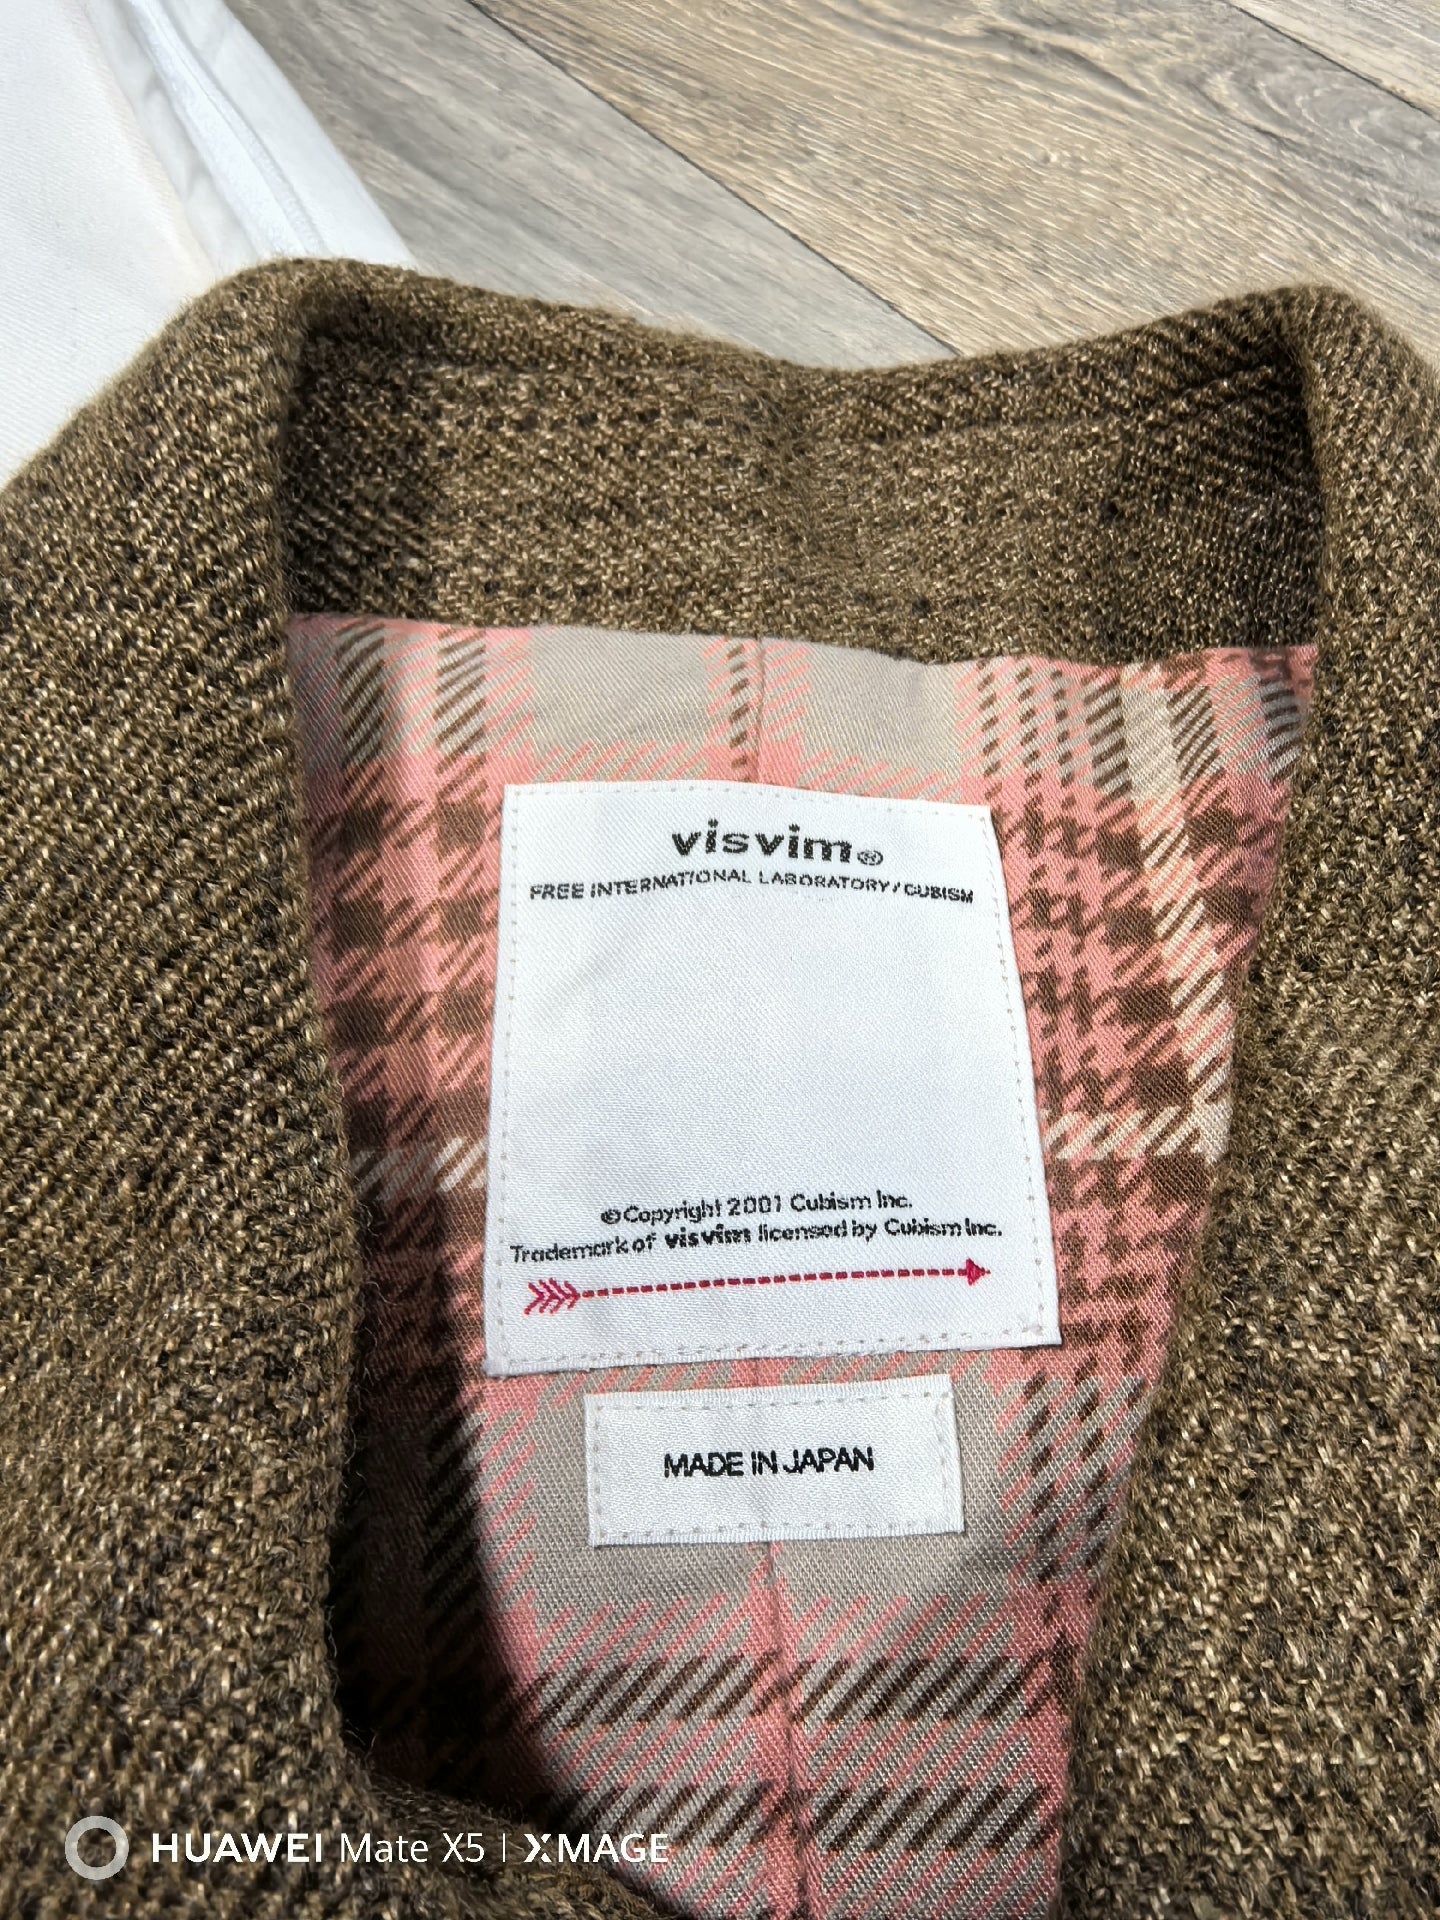 visvim®
FREE INTERNATIONAL LABORATORY/CUBISM
©Copyright 2001 Cubism Inc.
Trademark of visvim licensed by Cubism Inc.
MADE IN JAPAN
HUAWEI Mate X5 | XMAGE